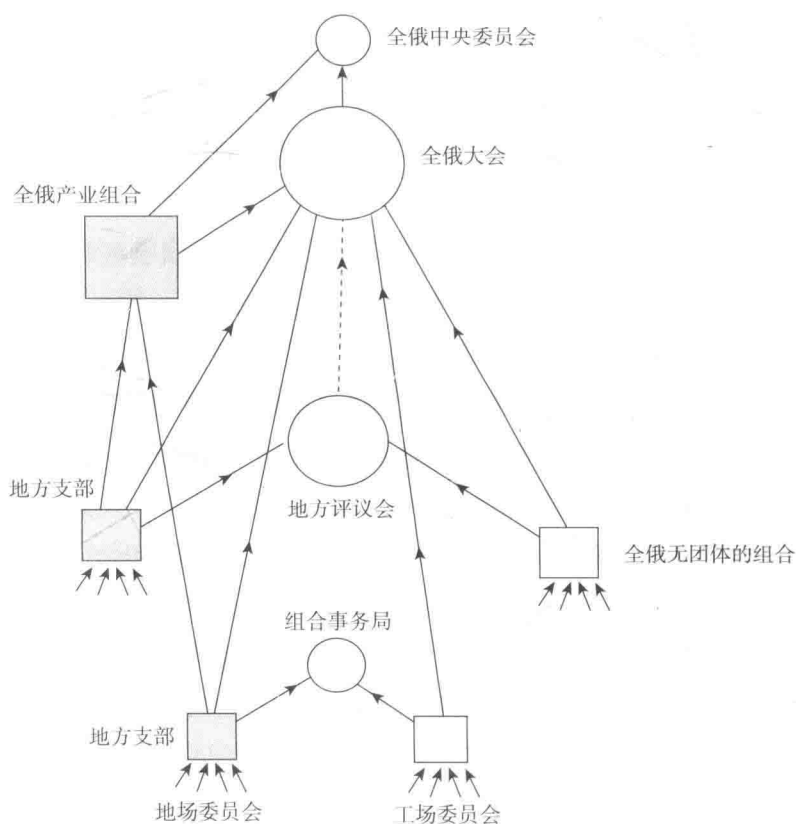 全俄中央委员会
全俄大会
全俄产业组合
地方支部
地方评议会
全俄无团体的组合
组合事务局
地方支部
地场委员会
工场委员会